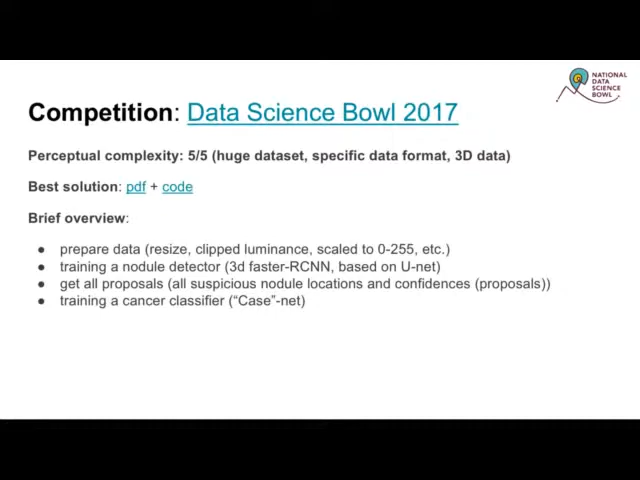 NATIONAL
DATA
SCIENCE
BOWL
Competition: Data Science Bowl 2017
Perceptual complexity: 5/5 (huge dataset, specific data format, 3D data)
Best solution: pdf + code
Brief overview:
● prepare data (resize, clipped luminance, scaled to 0-255, etc.)
● training a nodule detector (3d faster-RCNN, based on U-net)
● get all proposals (all suspicious nodule locations and confidences (proposals))
● training a cancer classifier (“Case”-net)